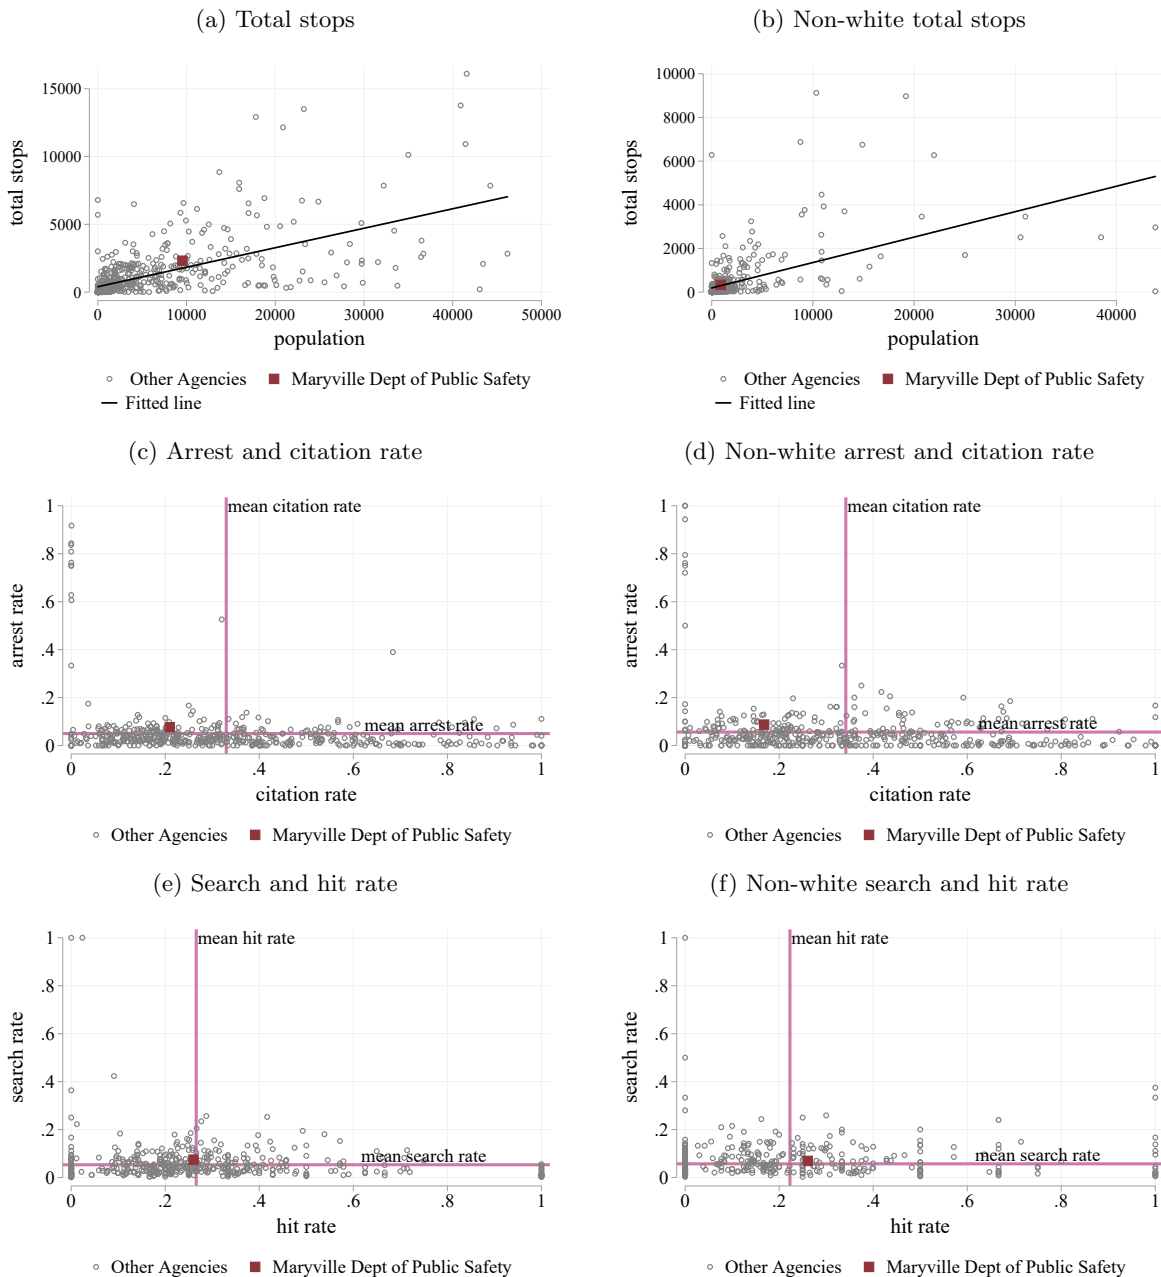 (a) Total stops
(b) Non-white total stops
total stops
15000
10000
5000
0
0 10000 20000 30000 40000 50000
population
Other Agencies Maryville Dept of Public Safety
Fitted line
total stops
10000
8000
6000
4000
2000
0
0 10000 20000 30000 40000
population
Other Agencies Maryville Dept of Public Safety
Fitted line
(c) Arrest and citation rate
(d) Non-white arrest and citation rate
arrest rate
1
.8
.6
.4
.2
0
mean citation rate
mean arrest rate
0 .2 .4 .6 .8 1
citation rate
Other Agencies Maryville Dept of Public Safety
arrest rate
1
.8
.6
.4
.2
0
mean citation rate
mean arrest rate
0 .2 .4 .6 .8 1
citation rate
Other Agencies Maryville Dept of Public Safety
(e) Search and hit rate
(f) Non-white search and hit rate
search rate
1
.8
.6
.4
.2
0
mean hit rate
mean search rate
0 .2 .4 .6 .8 1
hit rate
Other Agencies Maryville Dept of Public Safety
search rate
1
.8
.6
.4
.2
0
mean hit rate
mean search rate
0 .2 .4 .6 .8 1
hit rate
Other Agencies Maryville Dept of Public Safety